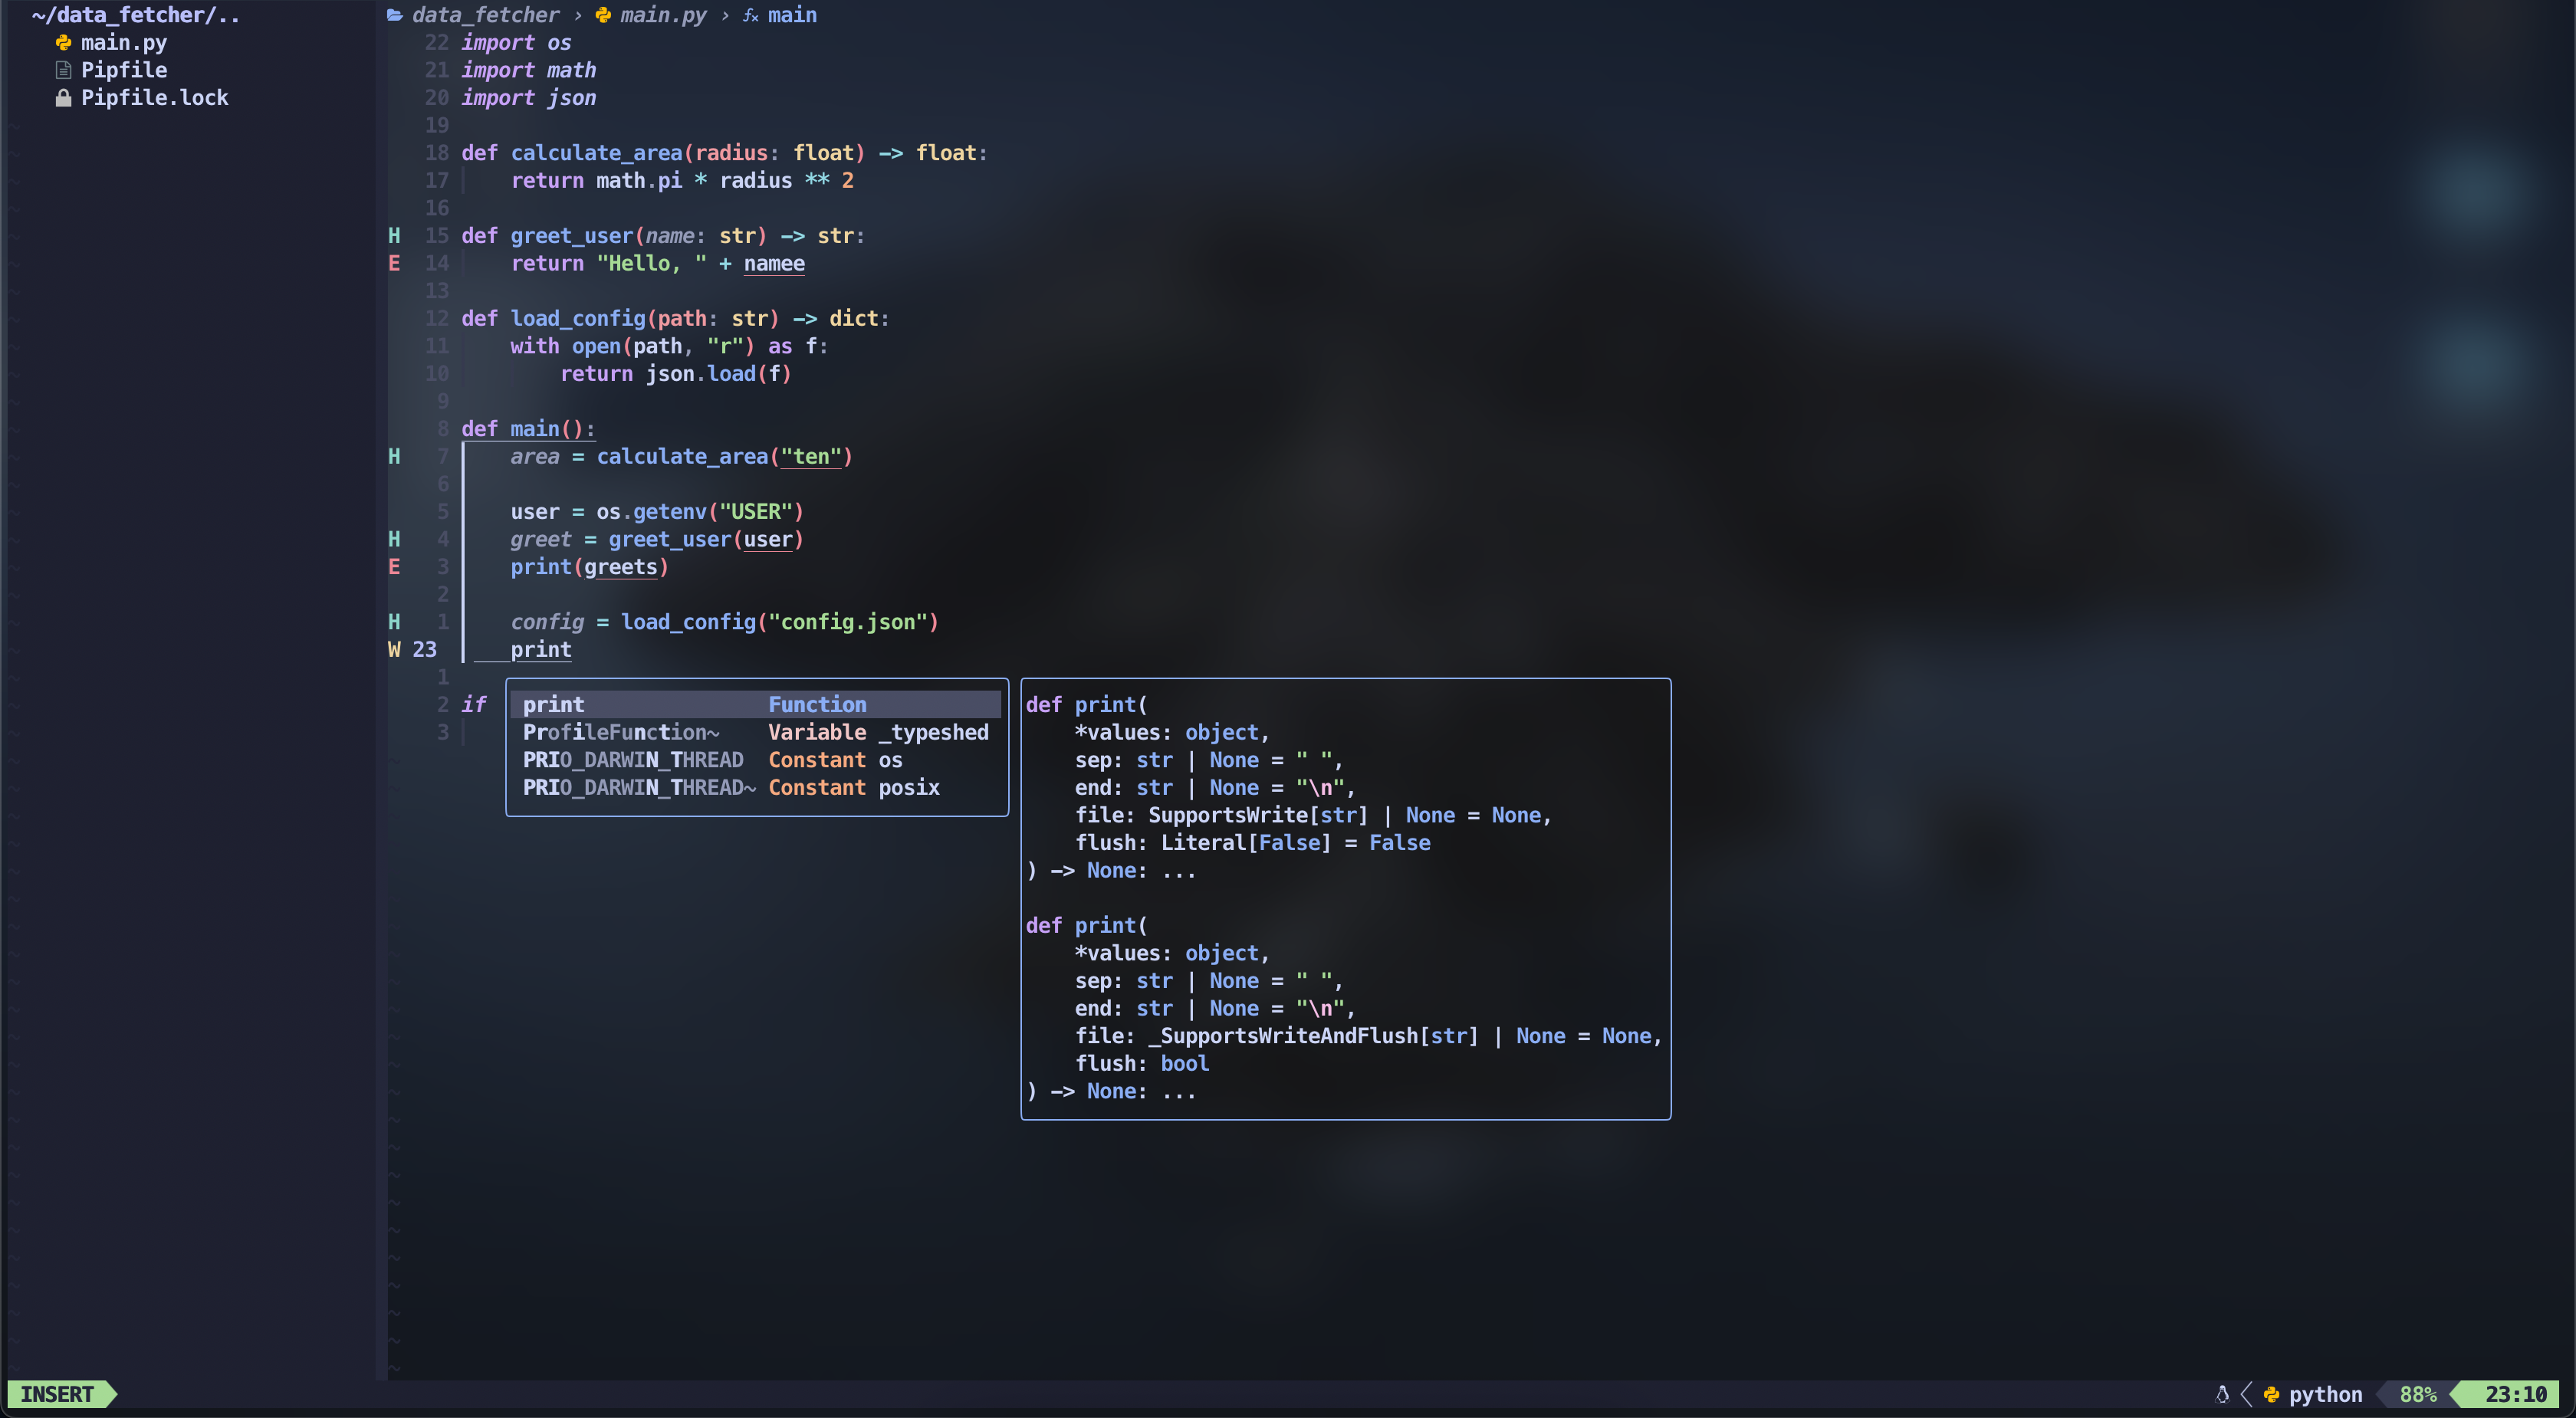 ~/data_fetcher/..
main.py
Pipfile
Pipfile.lock
data_fetcher › main.py › fx main
22 import os
21 import math
20 import json
19
18 def calculate_area(radius: float) -> float:
17     return math.pi * radius ** 2
16
H 15 def greet_user(name: str) -> str:
E 14     return "Hello, " + namee
13
12 def load_config(path: str) -> dict:
11     with open(path, "r") as f:
10         return json.load(f)
9
8 def main():
H 7     area = calculate_area("ten")
6
5     user = os.getenv("USER")
H 4     greet = greet_user(user)
E 3     print(greets)
2
H 1     config = load_config("config.json")
W 23     print
1
2 if
3
print Function
ProfileFunction~ Variable _typeshed
PRIO_DARWIN_THREAD Constant os
PRIO_DARWIN_THREAD~ Constant posix
def print(
    *values: object,
    sep: str | None = " ",
    end: str | None = "\n",
    file: SupportsWrite[str] | None = None,
    flush: Literal[False] = False
) -> None: ...
def print(
    *values: object,
    sep: str | None = " ",
    end: str | None = "\n",
    file: _SupportsWriteAndFlush[str] | None = None,
    flush: bool
) -> None: ...
INSERT
python 88% 23:10